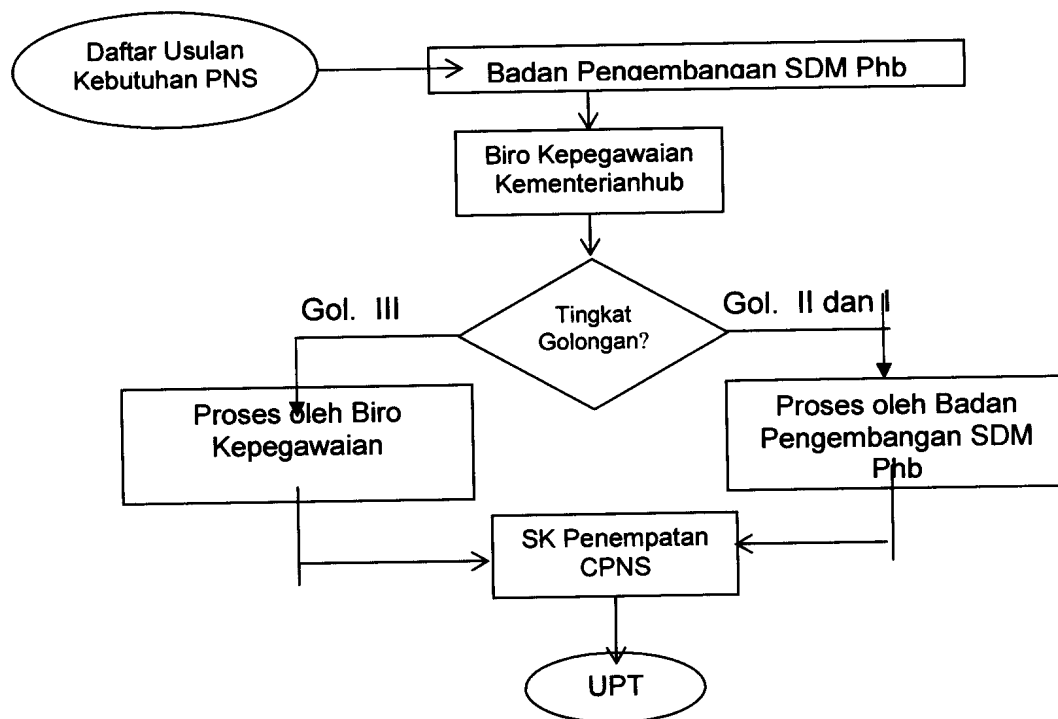 Daftar Usulan
Kebutuhan PNS
Badan Pengembangan SDM Phb
Biro Kepegawaian
Kementerianhub
Tingkat
Golongan?
Gol. III
Gol. II dan I
Proses oleh Biro
Kepegawaian
Proses oleh Badan
Pengembangan SDM
Phb
SK Penempatan
CPNS
UPT